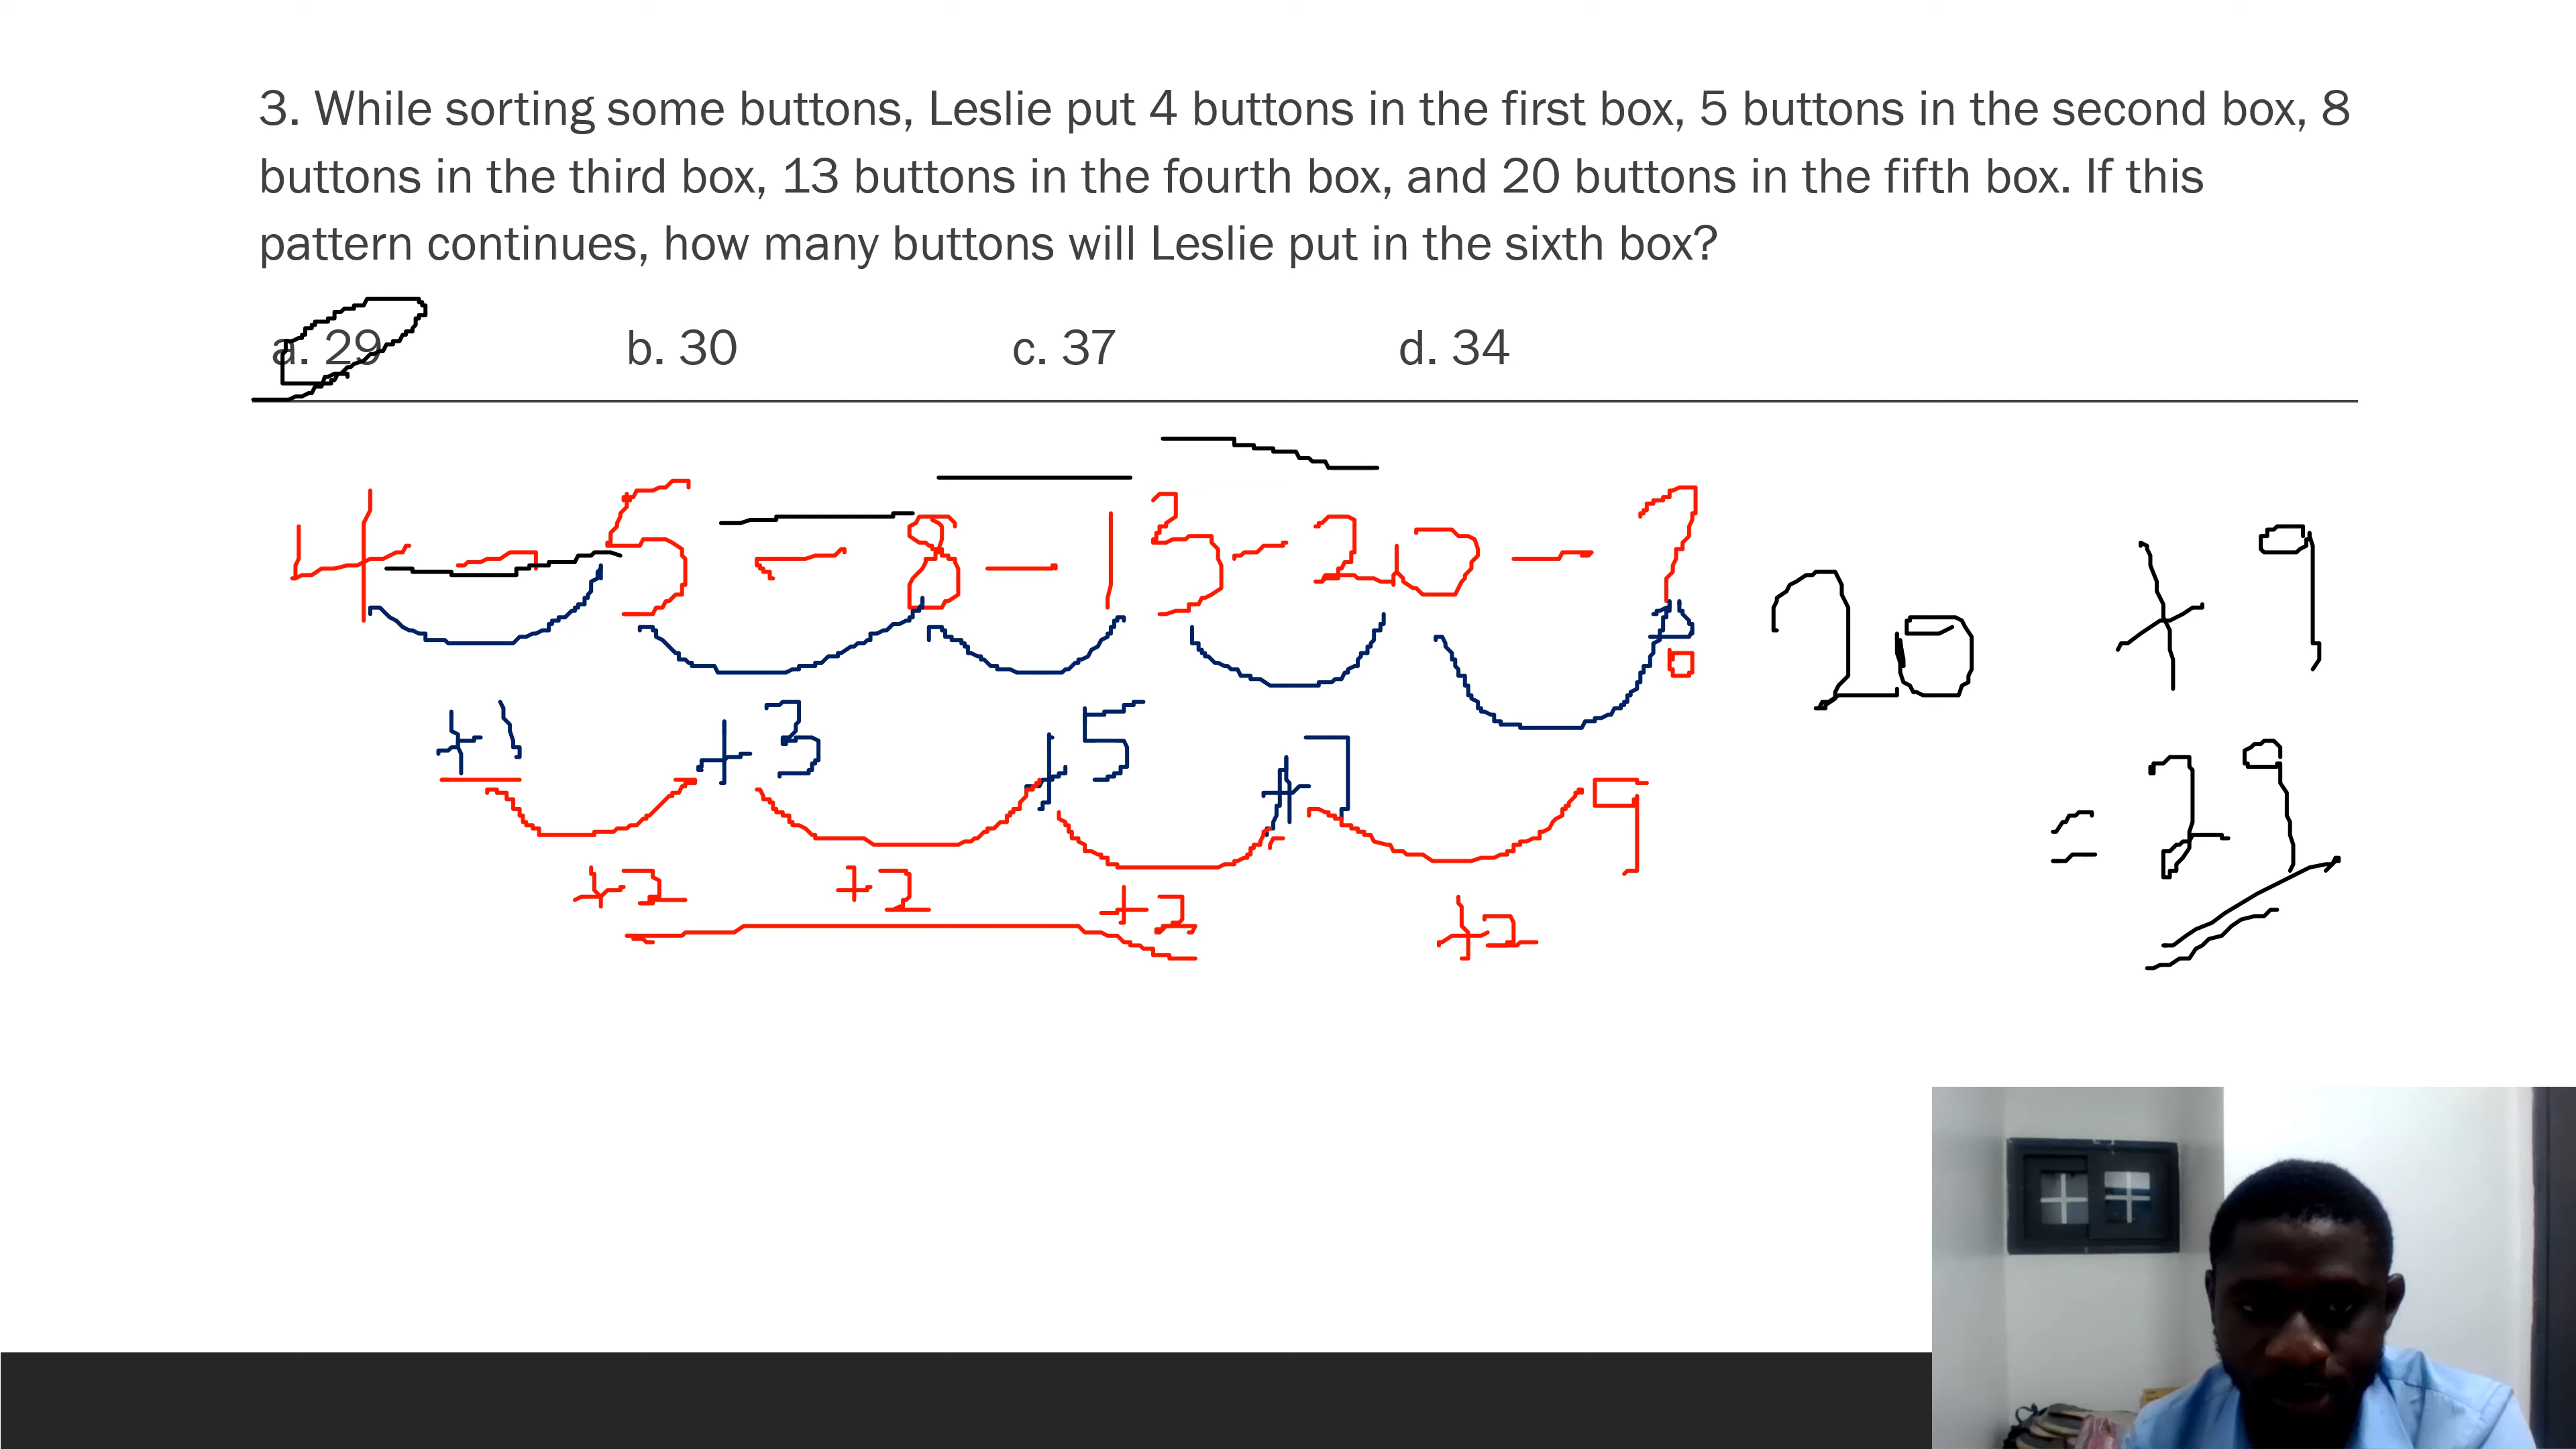 3. While sorting some buttons, Leslie put 4 buttons in the first box, 5 buttons in the second box, 8
buttons in the third box, 13 buttons in the fourth box, and 20 buttons in the fifth box. If this
pattern continues, how many buttons will Leslie put in the sixth box?
a. 29 b. 30 c. 37 d. 34
4 - 5 - 8 - 13 - 20 - ?
20 + 9
+1 +3 +5 +7 9
= 29
+2 +2 +2 +2